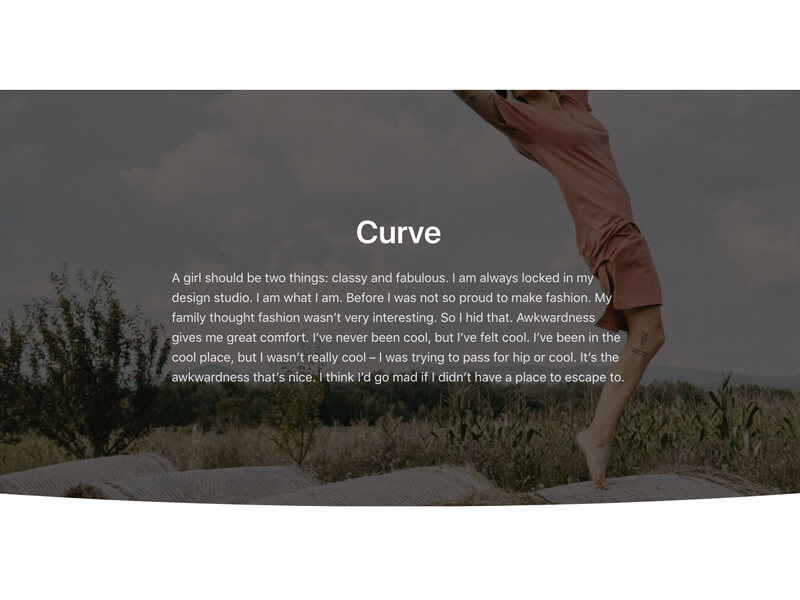 Curve
A girl should be two things: classy and fabulous. I am always locked in my
design studio. I am what I am. Before I was not so proud to make fashion. My
family thought fashion wasn’t very interesting. So I hid that. Awkwardness
gives me great comfort. I’ve never been cool, but I’ve felt cool. I’ve been in the
cool place, but I wasn’t really cool – I was trying to pass for hip or cool. It’s the
awkwardness that’s nice. I think I’d go mad if I didn’t have a place to escape to.